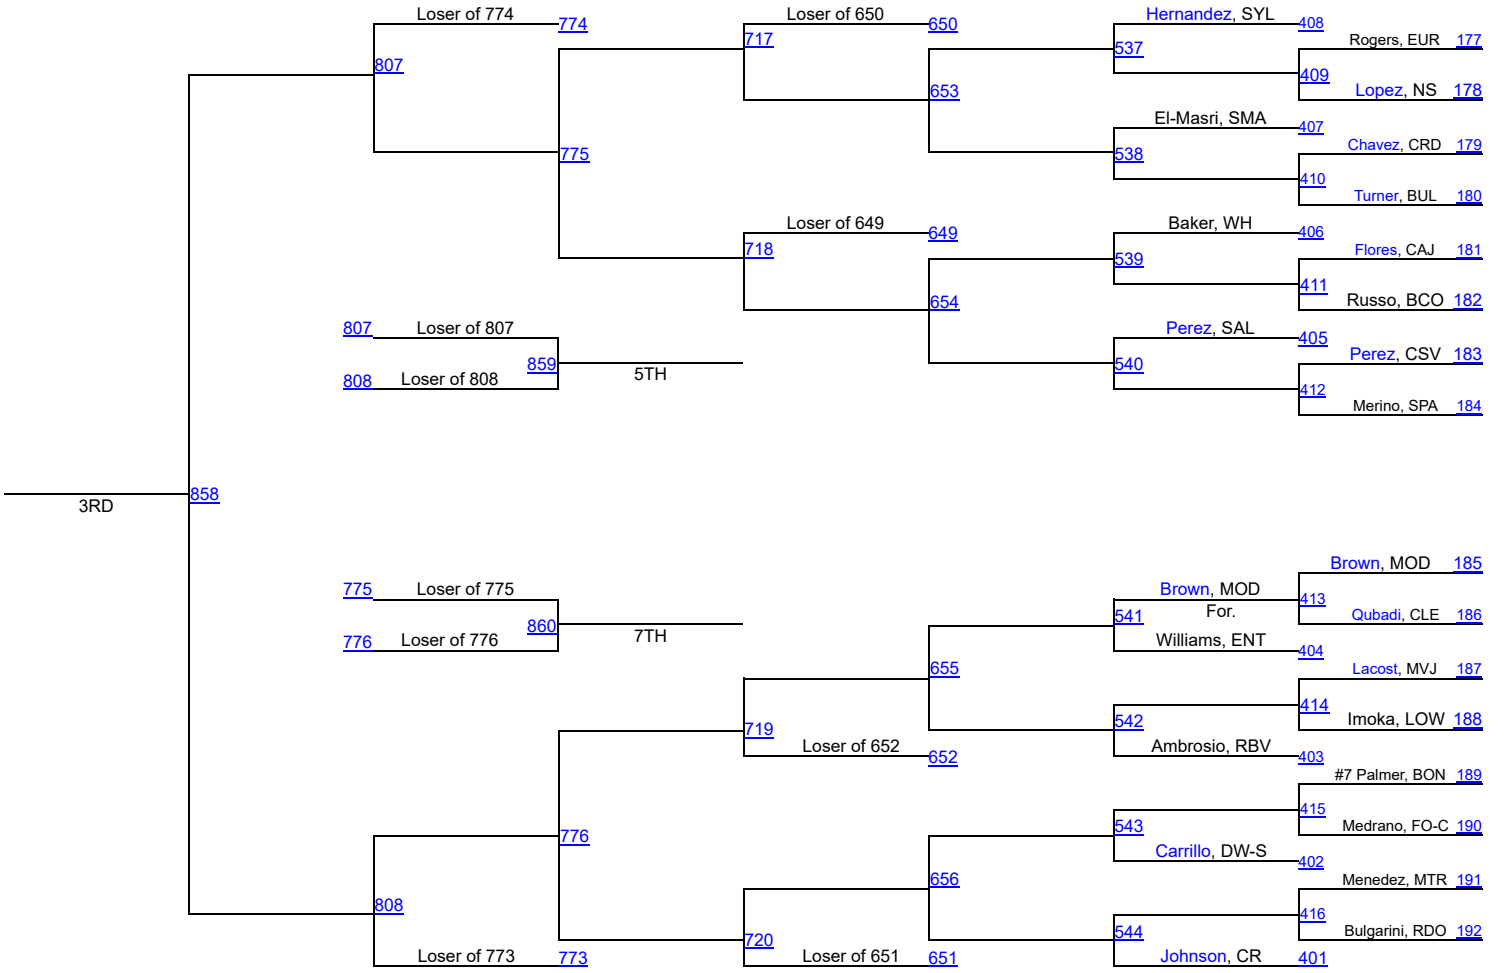 Loser of 774 774 Loser of 650 650 Hernandez, SYL 408
717 537 Rogers, EUR 177
807 409
653 Lopez, NS 178
El-Masri, SMA 407
775 538 Chavez, CRD 179
410
Turner, BUL 180
Loser of 649 649 Baker, WH 406
718 539 Flores, CAJ 181
411
654 Russo, BCO 182
807 Loser of 807 Perez, SAL 405
859 540 Perez, CSV 183
808 Loser of 808 5TH 412
Merino, SPA 184
858
3RD
Brown, MOD 185
775 Loser of 775 Brown, MOD 413
541 For. Qubadi, CLE 186
860
776 Loser of 776 7TH Williams, ENT 404
655 Lacost, MVJ 187
414
719 542 Imoka, LOW 188
Loser of 652 652 Ambrosio, RBV 403
#7 Palmer, BON 189
415
776 543 Medrano, FO-C 190
Carrillo, DW-S 402
656 Menedez, MTR 191
808 416
720 544 Bulgarini, RDO 192
Loser of 773 773 Loser of 651 651 Johnson, CR 401